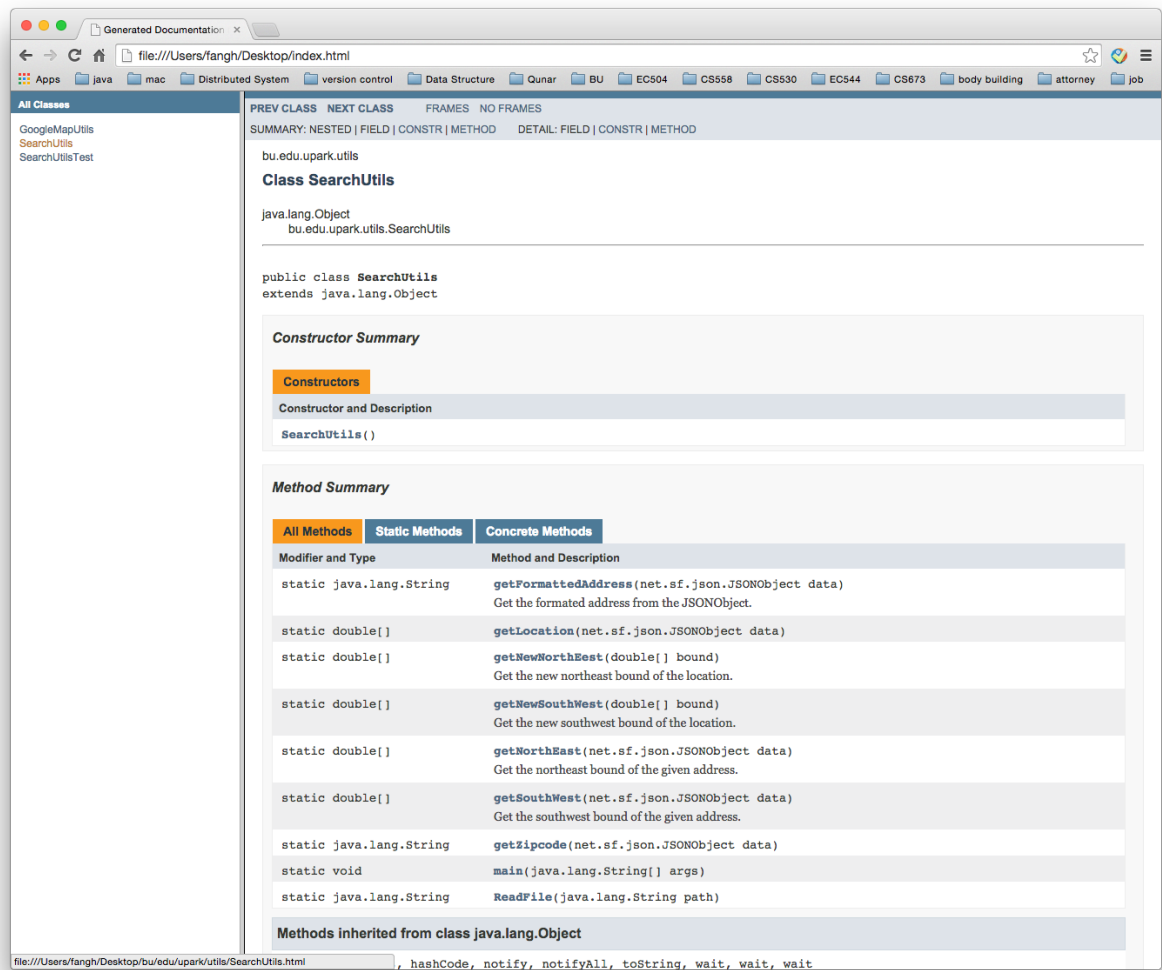 Generated Documentation
file:///Users/fangh/Desktop/index.html
Apps java mac Distributed System version control Data Structure Qunar BU EC504 CS558 CS530 EC544 CS673 body building attorney job
All Classes
GoogleMapUtils
SearchUtils
SearchUtilsTest
PREV CLASS NEXT CLASS FRAMES NO FRAMES
SUMMARY: NESTED | FIELD | CONSTR | METHOD DETAIL: FIELD | CONSTR | METHOD
bu.edu.upark.utils
Class SearchUtils
java.lang.Object
bu.edu.upark.utils.SearchUtils
public class SearchUtils
extends java.lang.Object
Constructor Summary
Constructors
Constructor and Description
SearchUtils()
Method Summary
All Methods Static Methods Concrete Methods
Modifier and Type Method and Description
static java.lang.String getFormattedAddress(net.sf.json.JSONObject data)
Get the formated address from the JSONObject.
static double[] getLocation(net.sf.json.JSONObject data)
static double[] getNewNorthEest(double[] bound)
Get the new northeast bound of the location.
static double[] getNewSouthWest(double[] bound)
Get the new southwest bound of the location.
static double[] getNorthEast(net.sf.json.JSONObject data)
Get the northeast bound of the given address.
static double[] getSouthWest(net.sf.json.JSONObject data)
Get the southwest bound of the given address.
static java.lang.String getZipcode(net.sf.json.JSONObject data)
static void main(java.lang.String[] args)
static java.lang.String ReadFile(java.lang.String path)
Methods inherited from class java.lang.Object
file:///Users/fangh/Desktop/bu/edu/upark/utils/SearchUtils.html , hashCode, notify, notifyAll, toString, wait, wait, wait